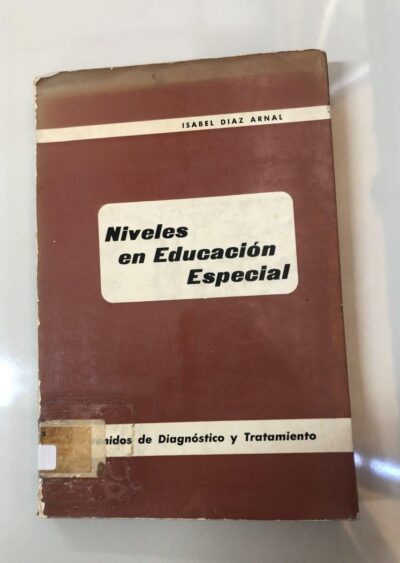 ISABEL DIAZ ARNAL
Niveles
en Educación
Especial
de Diagnóstico y Tratamiento